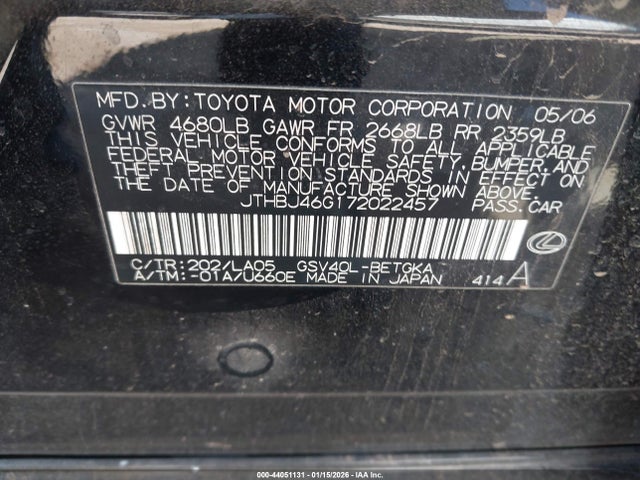 MFD. BY: TOYOTA MOTOR CORPORATION 05/06
GVWR 4680LB GAWR FR 2668LB RR 2359LB
THIS VEHICLE CONFORMS TO ALL APPLICABLE
FEDERAL MOTOR VEHICLE SAFETY, BUMPER, AND
THEFT PREVENTION STANDARDS IN EFFECT ON
THE DATE OF MANUFACTURE SHOWN ABOVE.
JTHBJ46G172022457 PASS. CAR
C/TR: 202/LA05 GSV40L-BETGKA
A/TM: -01A/U660E MADE IN JAPAN 414 A
000-44051131 - 01/15/2026 - IAA Inc.